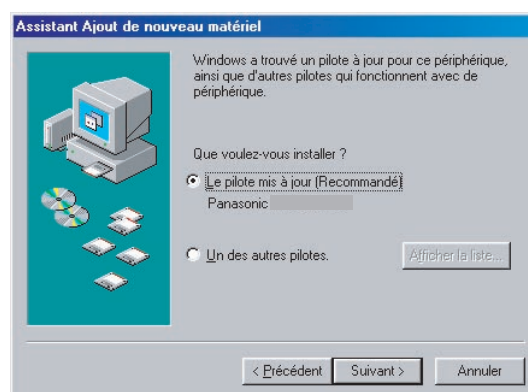 Assistant Ajout de nouveau matériel
Windows a trouvé un pilote à jour pour ce périphérique,
ainsi que d'autres pilotes qui fonctionnent avec de
périphérique.
Que voulez-vous installer ?
Le pilote mis à jour (Recommandé)
Panasonic
Un des autres pilotes.
Afficher la liste...
< Précédent
Suivant >
Annuler